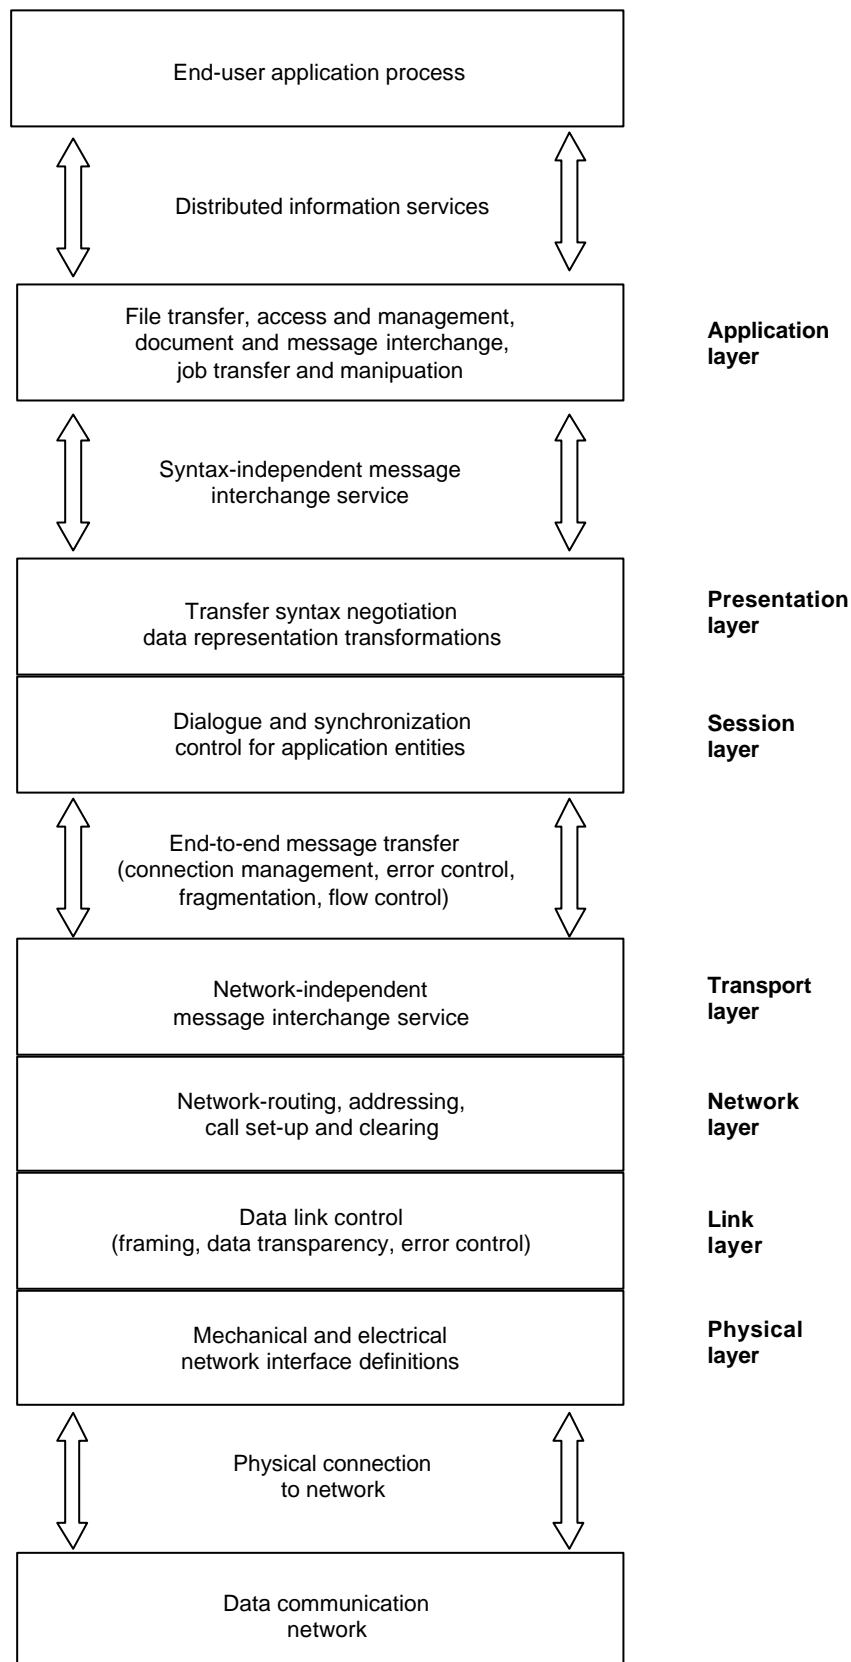 End-user application process
Distributed information services
File transfer, access and management,
document and message interchange,
job transfer and manipuation
Application
layer
Syntax-independent message
interchange service
Transfer syntax negotiation
data representation transformations
Presentation
layer
Dialogue and synchronization
control for application entities
Session
layer
End-to-end message transfer
(connection management, error control,
fragmentation, flow control)
Network-independent
message interchange service
Transport
layer
Network-routing, addressing,
call set-up and clearing
Network
layer
Data link control
(framing, data transparency, error control)
Link
layer
Mechanical and electrical
network interface definitions
Physical
layer
Physical connection
to network
Data communication
network